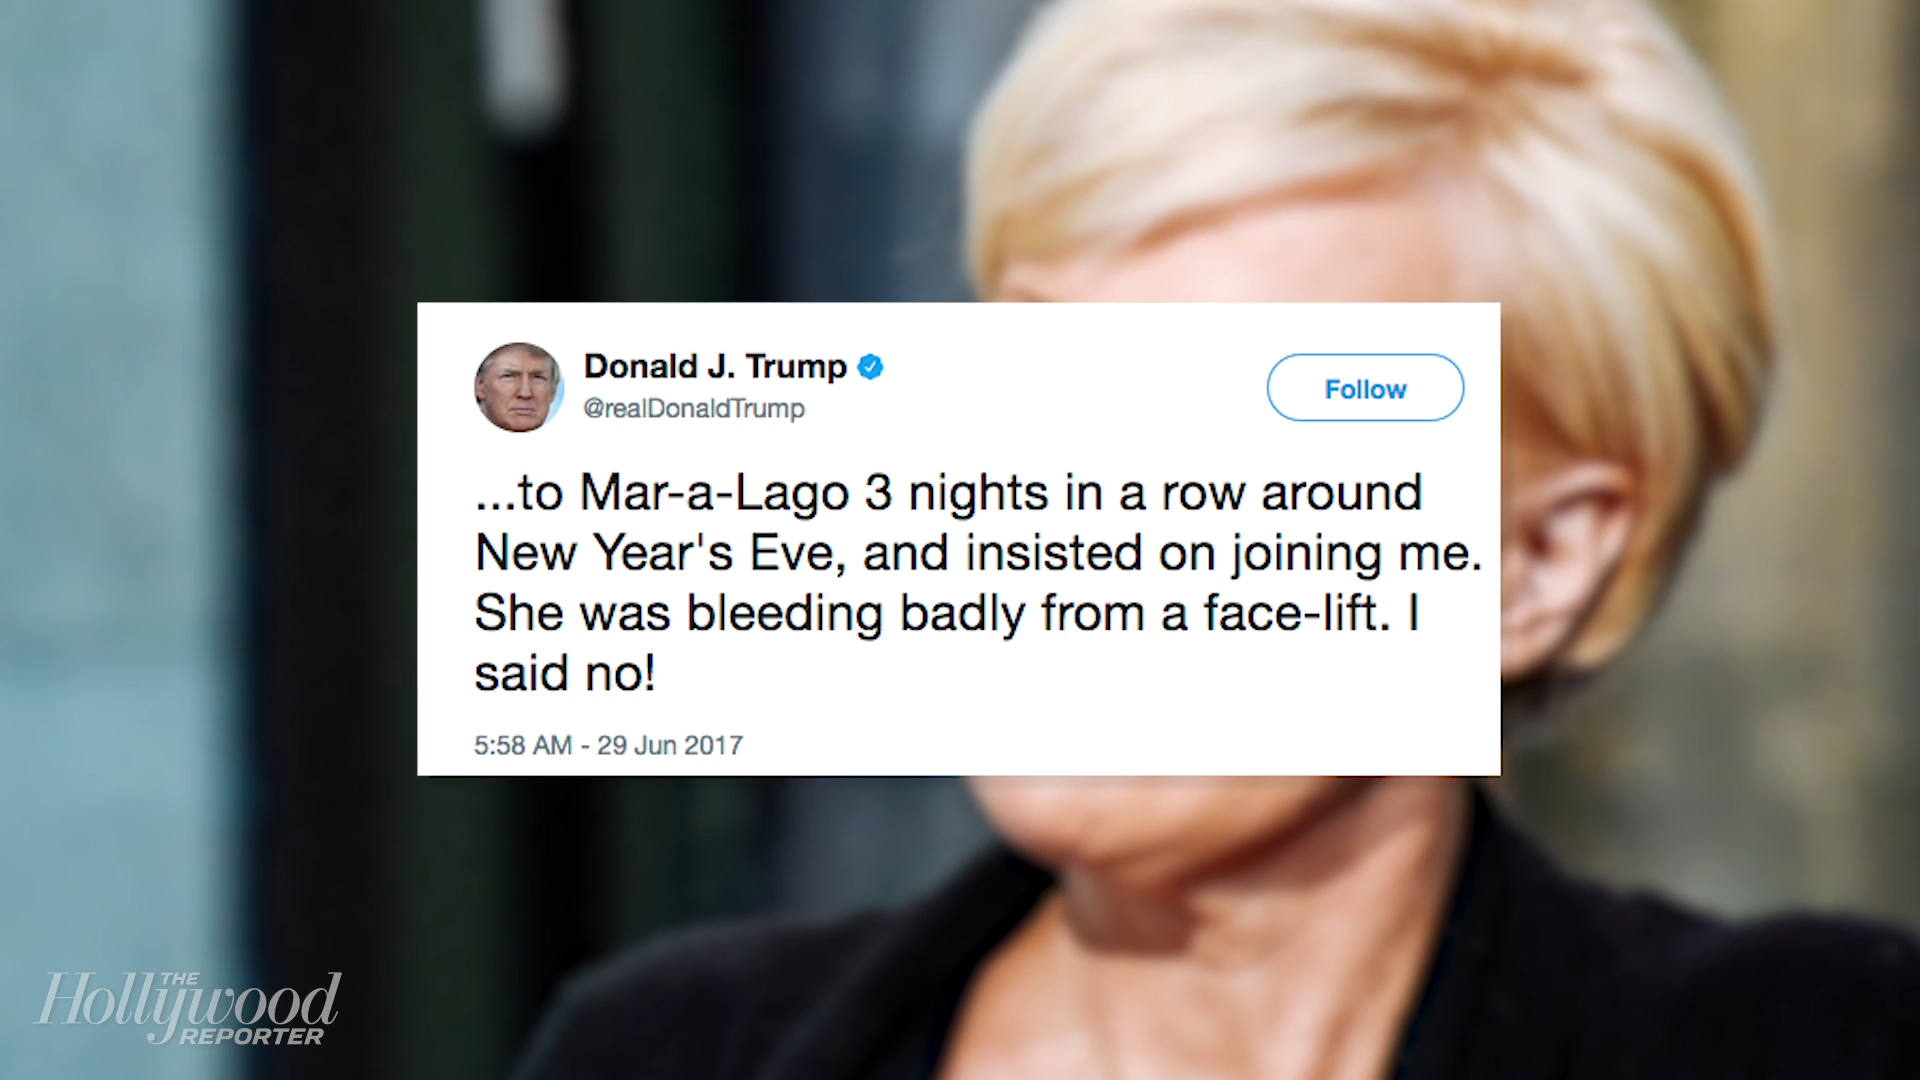 Donald J. Trump
@realDonaldTrump
Follow
...to Mar-a-Lago 3 nights in a row around
New Year's Eve, and insisted on joining me.
She was bleeding badly from a face-lift. I
said no!
5:58 AM - 29 Jun 2017
THE
Hollywood
REPORTER